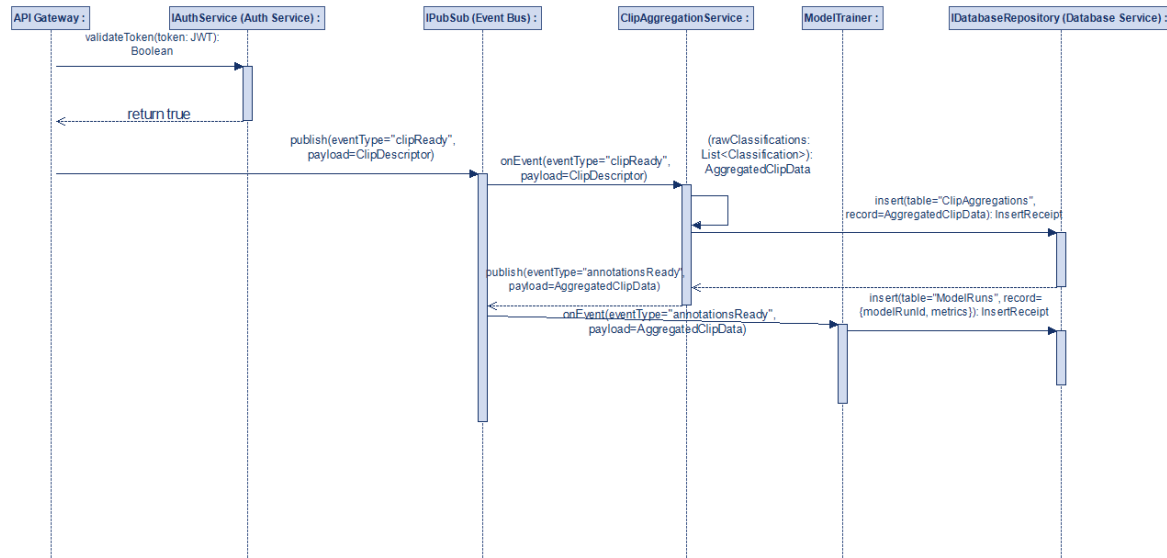 API Gateway :
IAuthService (Auth Service) :
IPubSub (Event Bus) :
ClipAggregationService :
ModelTrainer :
IDatabaseRepository (Database Service) :
validateToken(token: JWT):
Boolean
return true
publish(eventType="clipReady",
payload=ClipDescriptor)
onEvent(eventType="clipReady",
payload=ClipDescriptor)
(rawClassifications:
List<Classification>):
AggregatedClipData
insert(table="ClipAggregations",
record=AggregatedClipData): InsertReceipt
publish(eventType="annotationsReady",
payload=AggregatedClipData)
insert(table="ModelRuns", record=
{modelRunId, metrics}): InsertReceipt
onEvent(eventType="annotationsReady",
payload=AggregatedClipData)